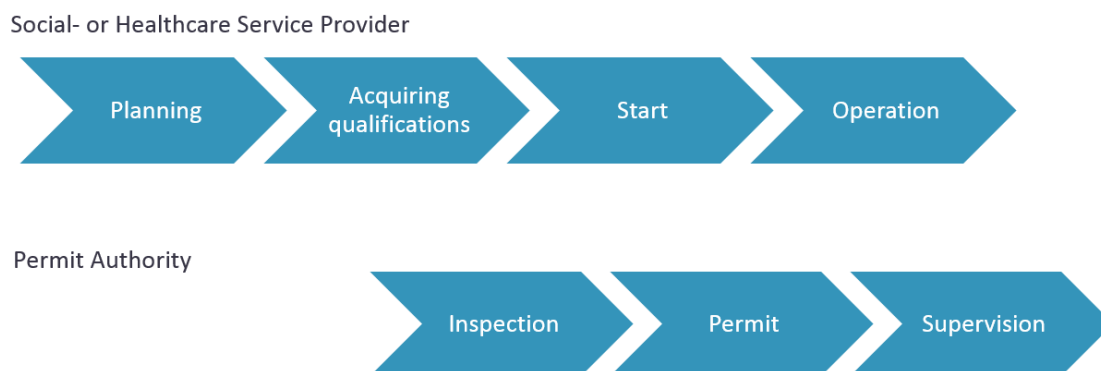 Social- or Healthcare Service Provider
Planning
Acquiring
qualifications
Start
Operation
Permit Authority
Inspection
Permit
Supervision